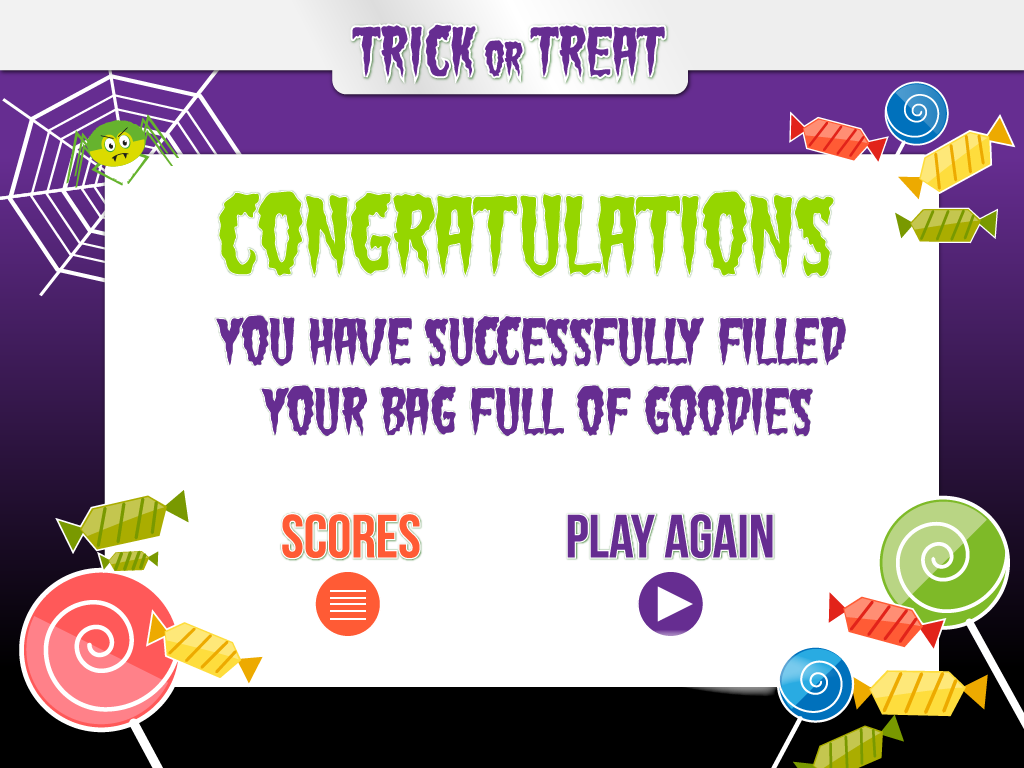 TRICK OR TREAT
CONGRATULATIONS
YOU HAVE SUCCESSFULLY FILLED
YOUR BAG FULL OF GOODIES
SCORES
PLAY AGAIN